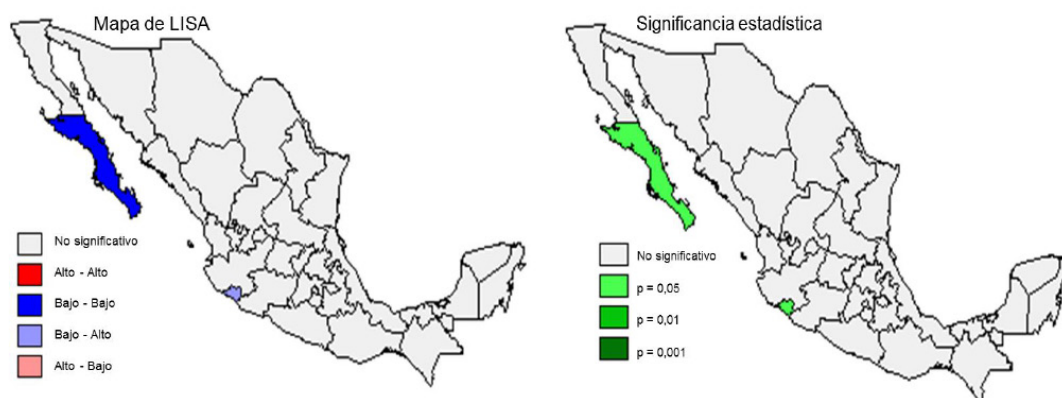 Mapa de LISA
No significativo
Alto - Alto
Bajo - Bajo
Bajo - Alto
Alto - Bajo
Significancia estadística
No significativo
p = 0,05
p = 0,01
p = 0,001